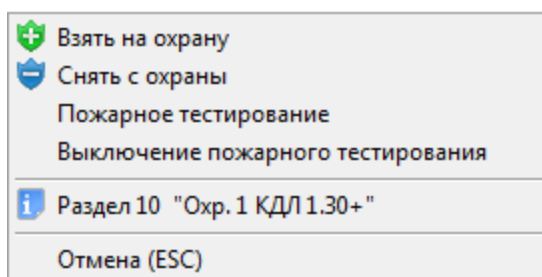 Взять на охрану
Снять с охраны
Пожарное тестирование
Выключение пожарного тестирования
Раздел 10 "Охр. 1 КДЛ 1.30+"
Отмена (ESC)